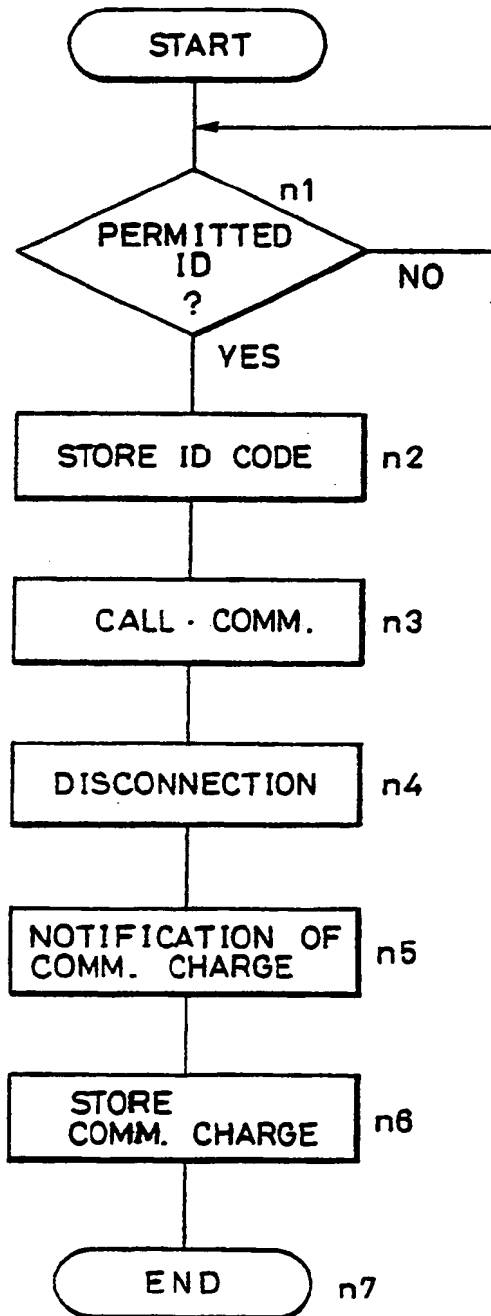 START
n1
PERMITTED
ID
?
NO
YES
STORE ID CODE n2
CALL · COMM. n3
DISCONNECTION n4
NOTIFICATION OF
COMM. CHARGE n5
STORE
COMM. CHARGE n6
END n7